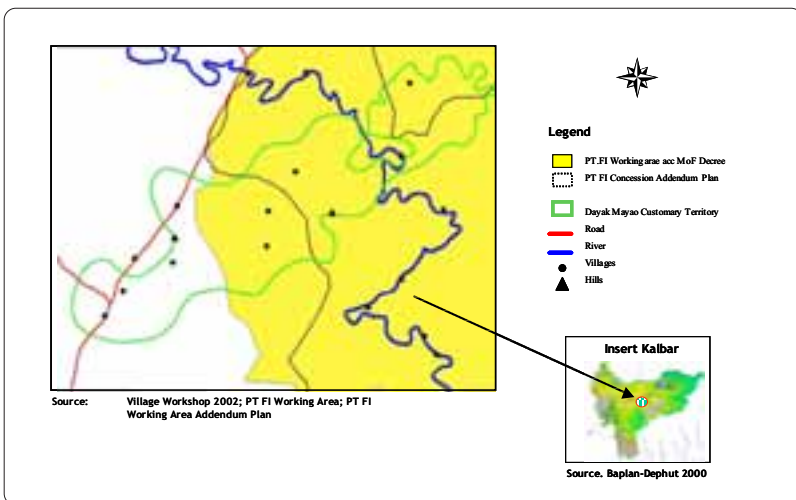 Legend
PT.FI Working arae acc MoF Decree
PT FI Concession Addendum Plan
Dayak Mayao Customary Territory
Road
River
Villages
Hills
Insert Kalbar
Source: Village Workshop 2002; PT FI Working Area; PT FI
Working Area Addendum Plan
Source. Baplan-Dephut 2000